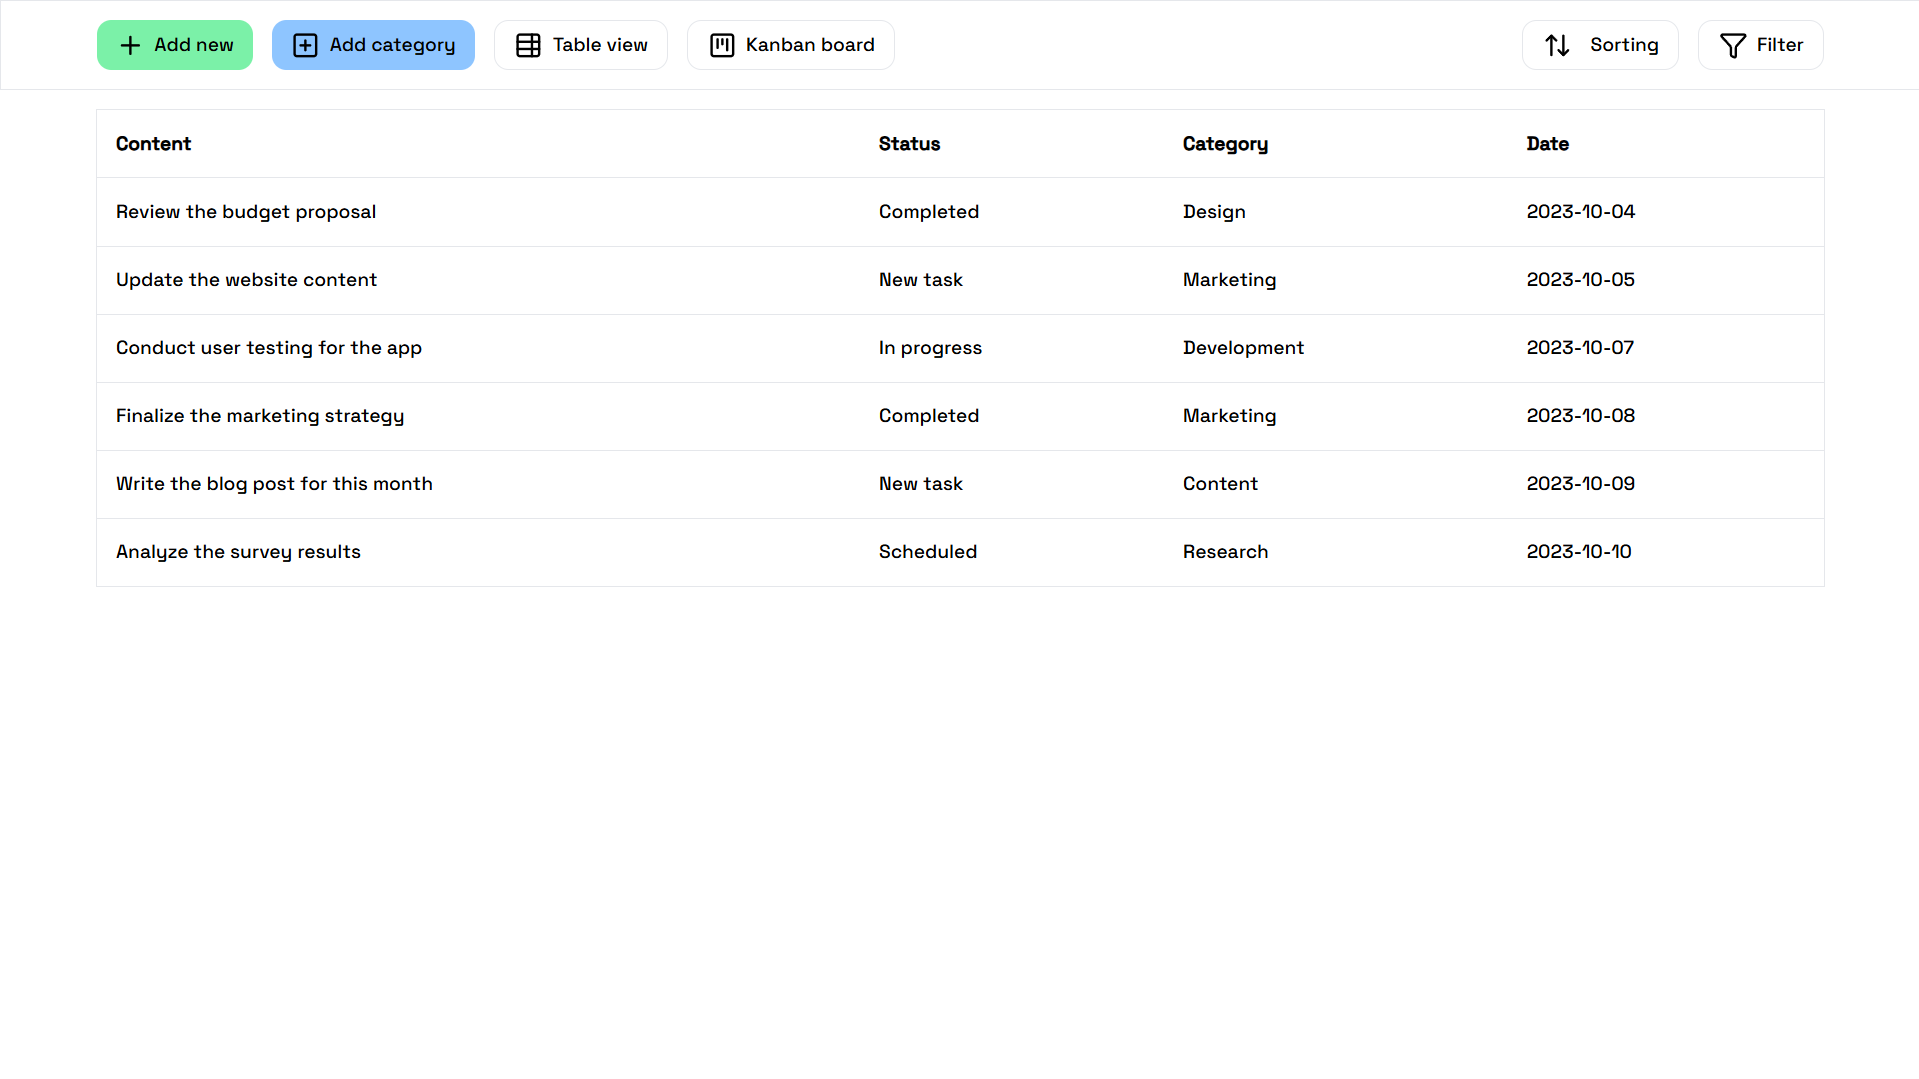 Add new Add category Table view Kanban board Sorting Filter
Content Status Category Date
Review the budget proposal Completed Design 2023-10-04
Update the website content New task Marketing 2023-10-05
Conduct user testing for the app In progress Development 2023-10-07
Finalize the marketing strategy Completed Marketing 2023-10-08
Write the blog post for this month New task Content 2023-10-09
Analyze the survey results Scheduled Research 2023-10-10